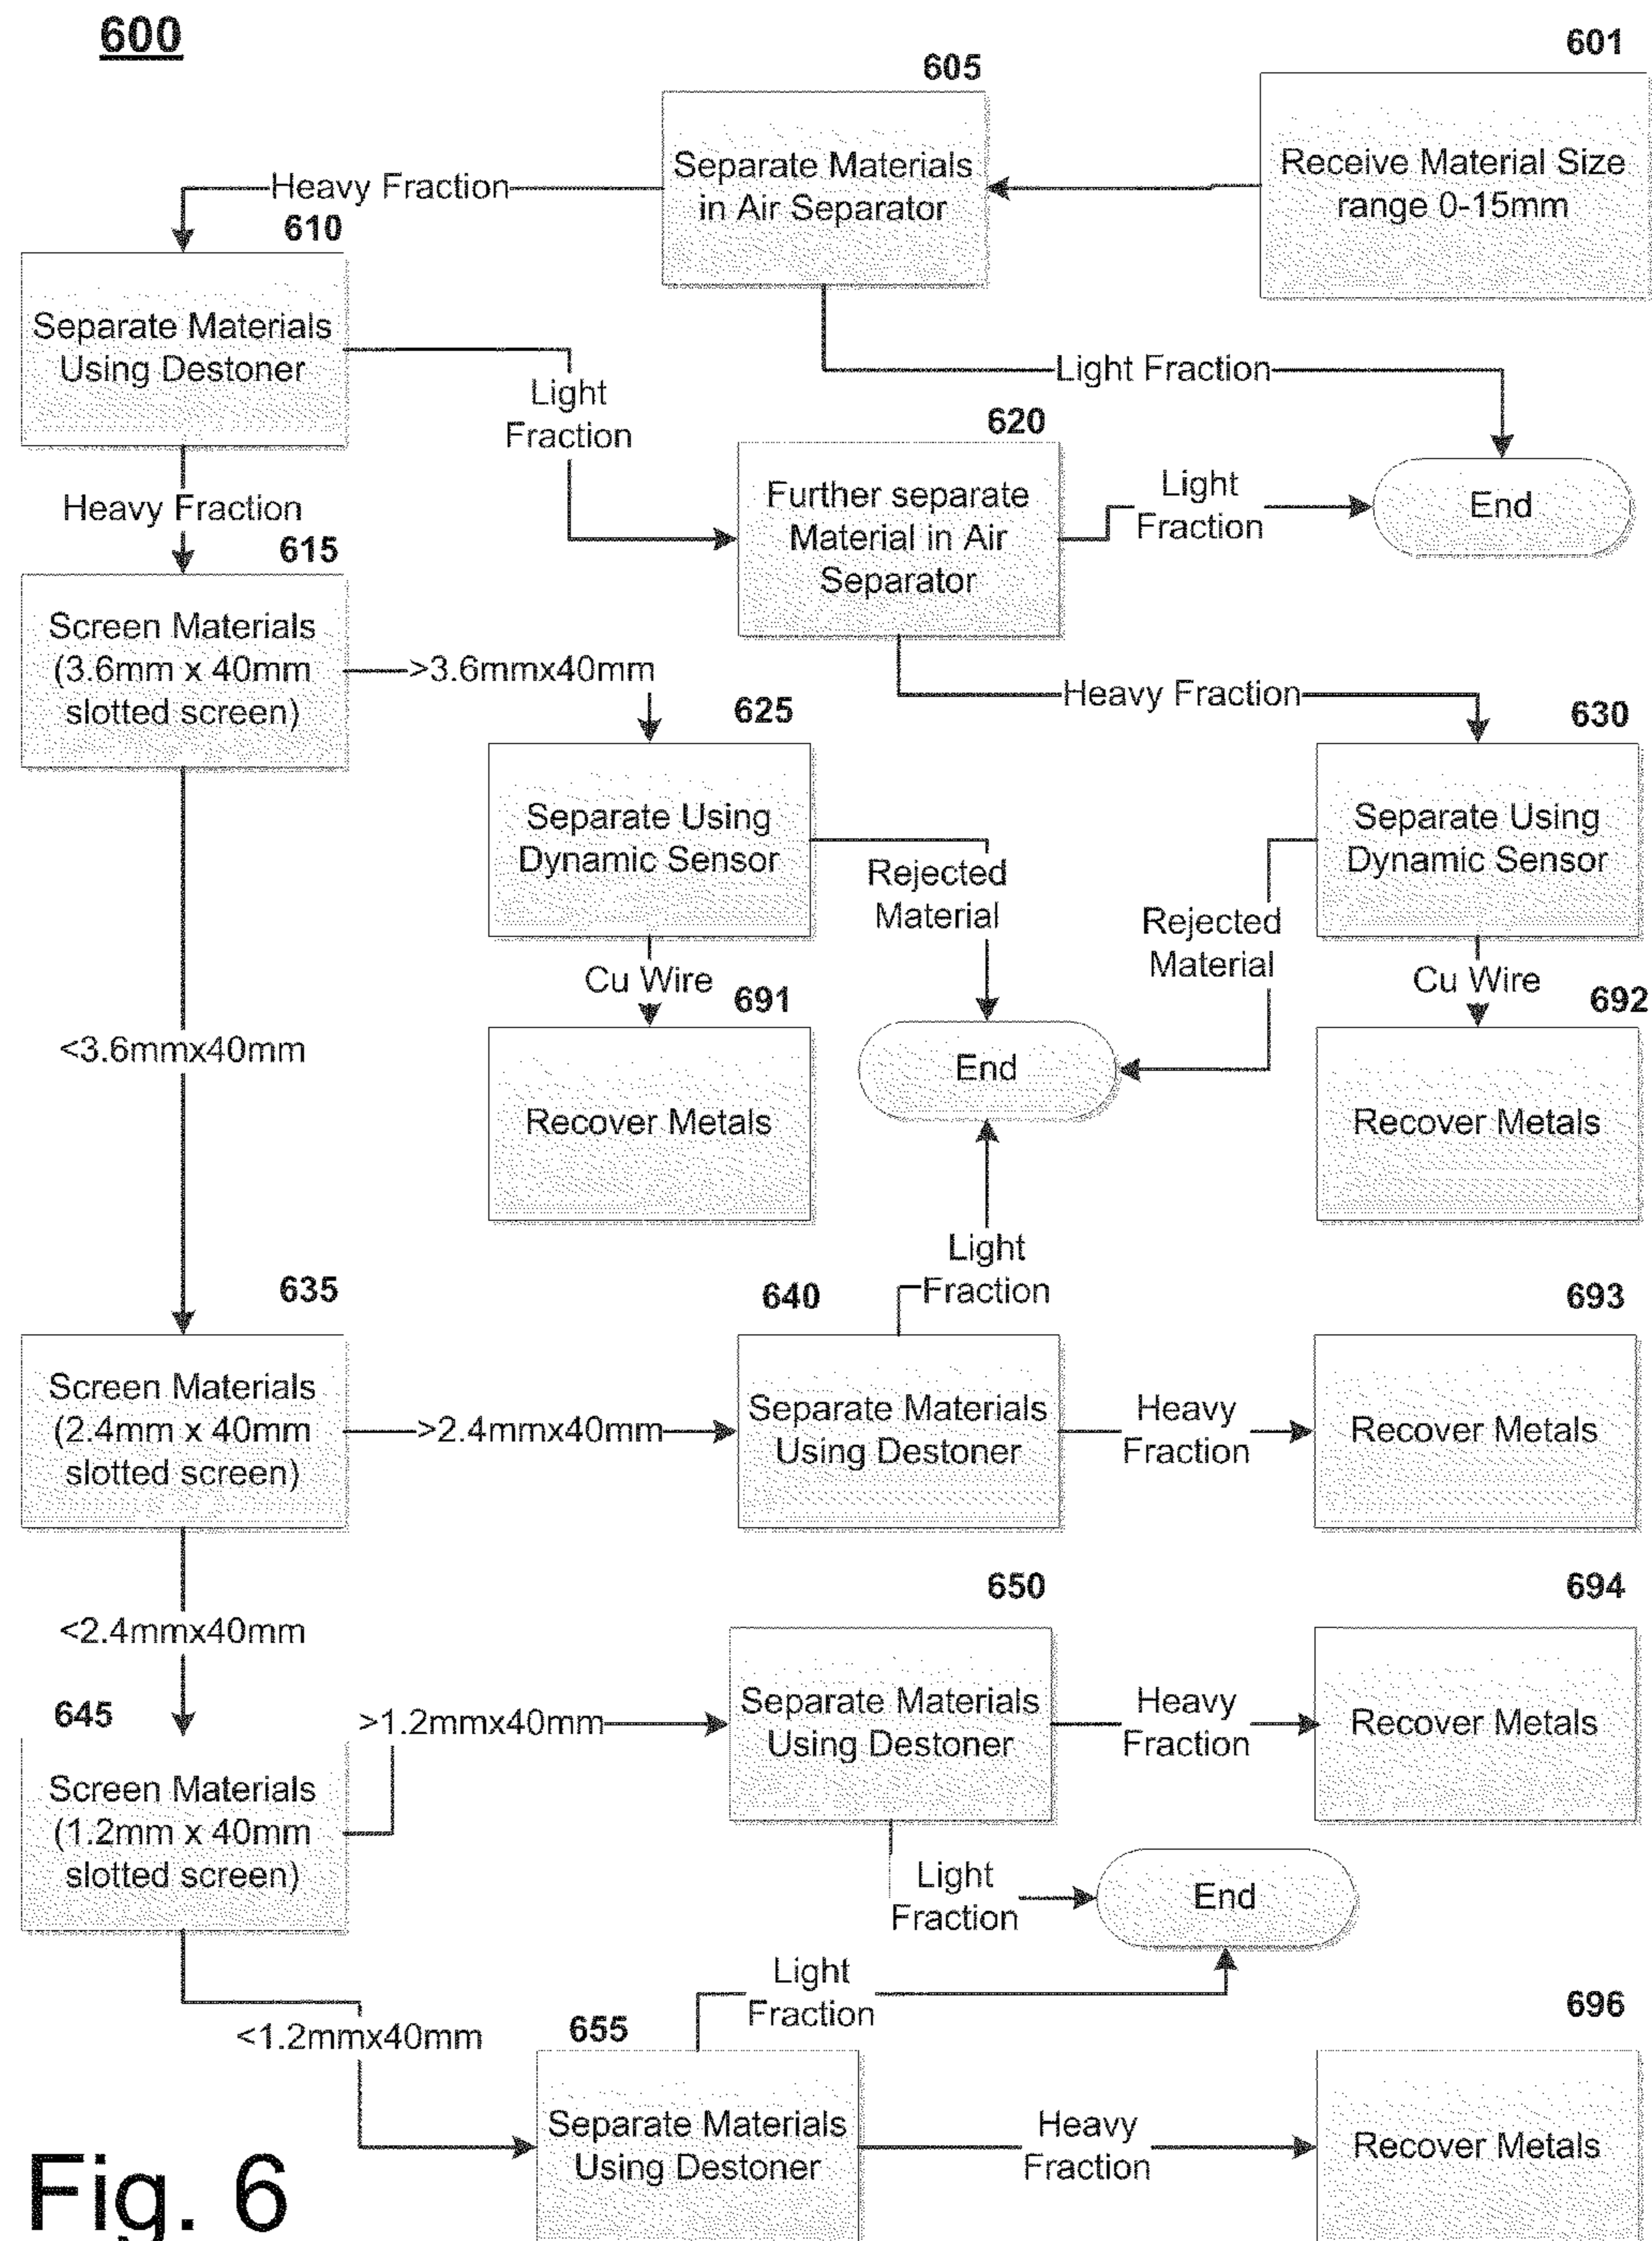 600
601
605
Receive Material Size
range 0-15mm
Separate Materials
in Air Separator
Heavy Fraction
610
Separate Materials
Using Destoner
Light Fraction
Light
Fraction
620
Further separate
Material in Air
Separator
Light
Fraction
End
Heavy Fraction
615
Screen Materials
(3.6mm x 40mm
slotted screen)
>3.6mmx40mm
Heavy Fraction
625
630
Separate Using
Dynamic Sensor
Rejected
Material
Separate Using
Dynamic Sensor
Rejected
Material
Cu Wire
691
Cu Wire
692
<3.6mmx40mm
End
Recover Metals
Recover Metals
Light
Fraction
635
640
693
Screen Materials
(2.4mm x 40mm
slotted screen)
>2.4mmx40mm
Separate Materials
Using Destoner
Heavy
Fraction
Recover Metals
650
694
<2.4mmx40mm
645
>1.2mmx40mm
Separate Materials
Using Destoner
Heavy
Fraction
Recover Metals
Screen Materials
(1.2mm x 40mm
slotted screen)
Light
Fraction
End
Light
Fraction
<1.2mmx40mm
655
696
Separate Materials
Using Destoner
Heavy
Fraction
Recover Metals
Fig. 6